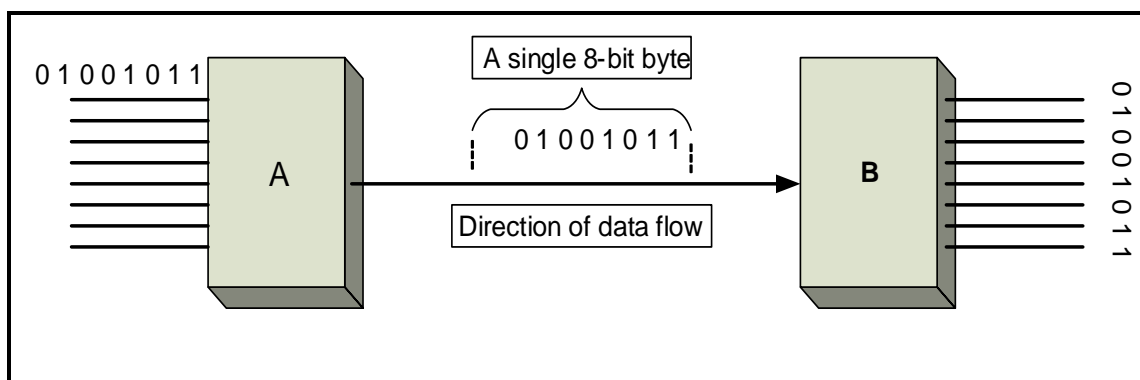 A single 8-bit byte
0 1 0 0 1 0 1 1
0 1 0 0 1 0 1 1
A
B
Direction of data flow
0 1 0 0 1 0 1 1